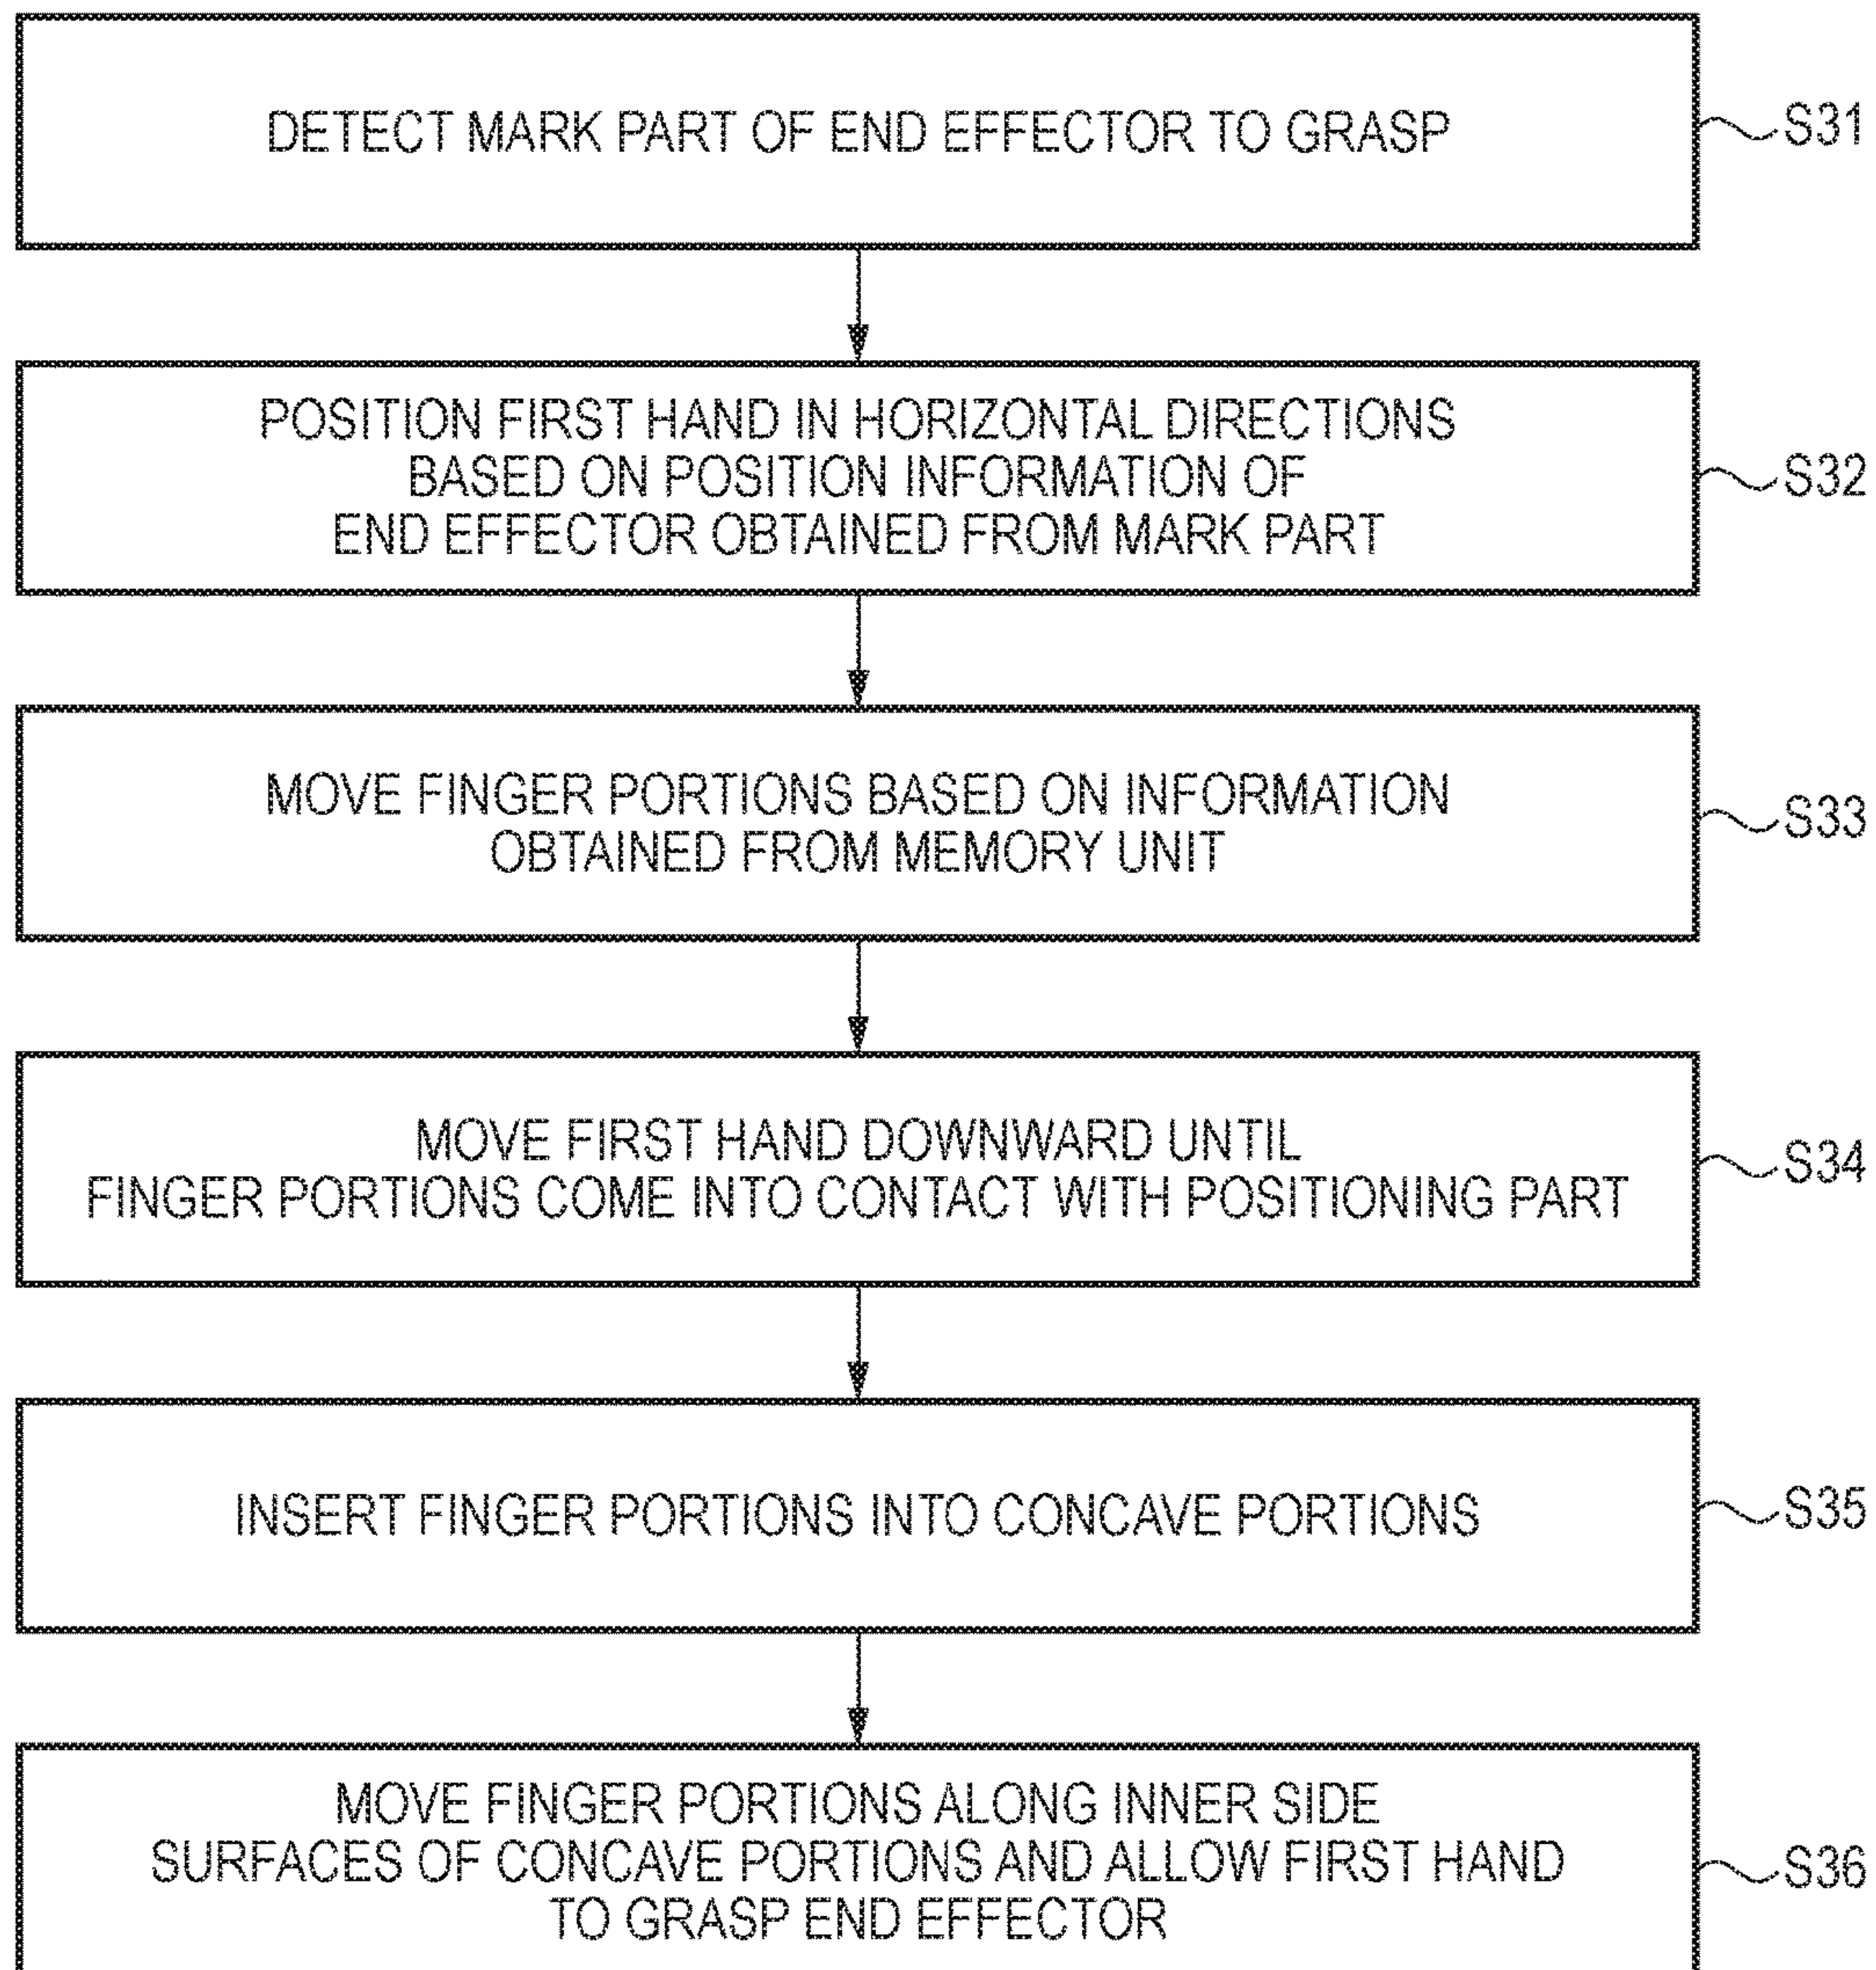 DETECT MARK PART OF END EFFECTOR TO GRASP
S31
POSITION FIRST HAND IN HORIZONTAL DIRECTIONS
BASED ON POSITION INFORMATION OF
END EFFECTOR OBTAINED FROM MARK PART
S32
MOVE FINGER PORTIONS BASED ON INFORMATION
OBTAINED FROM MEMORY UNIT
S33
MOVE FIRST HAND DOWNWARD UNTIL
FINGER PORTIONS COME INTO CONTACT WITH POSITIONING PART
S34
INSERT FINGER PORTIONS INTO CONCAVE PORTIONS
S35
MOVE FINGER PORTIONS ALONG INNER SIDE
SURFACES OF CONCAVE PORTIONS AND ALLOW FIRST HAND
TO GRASP END EFFECTOR
S36